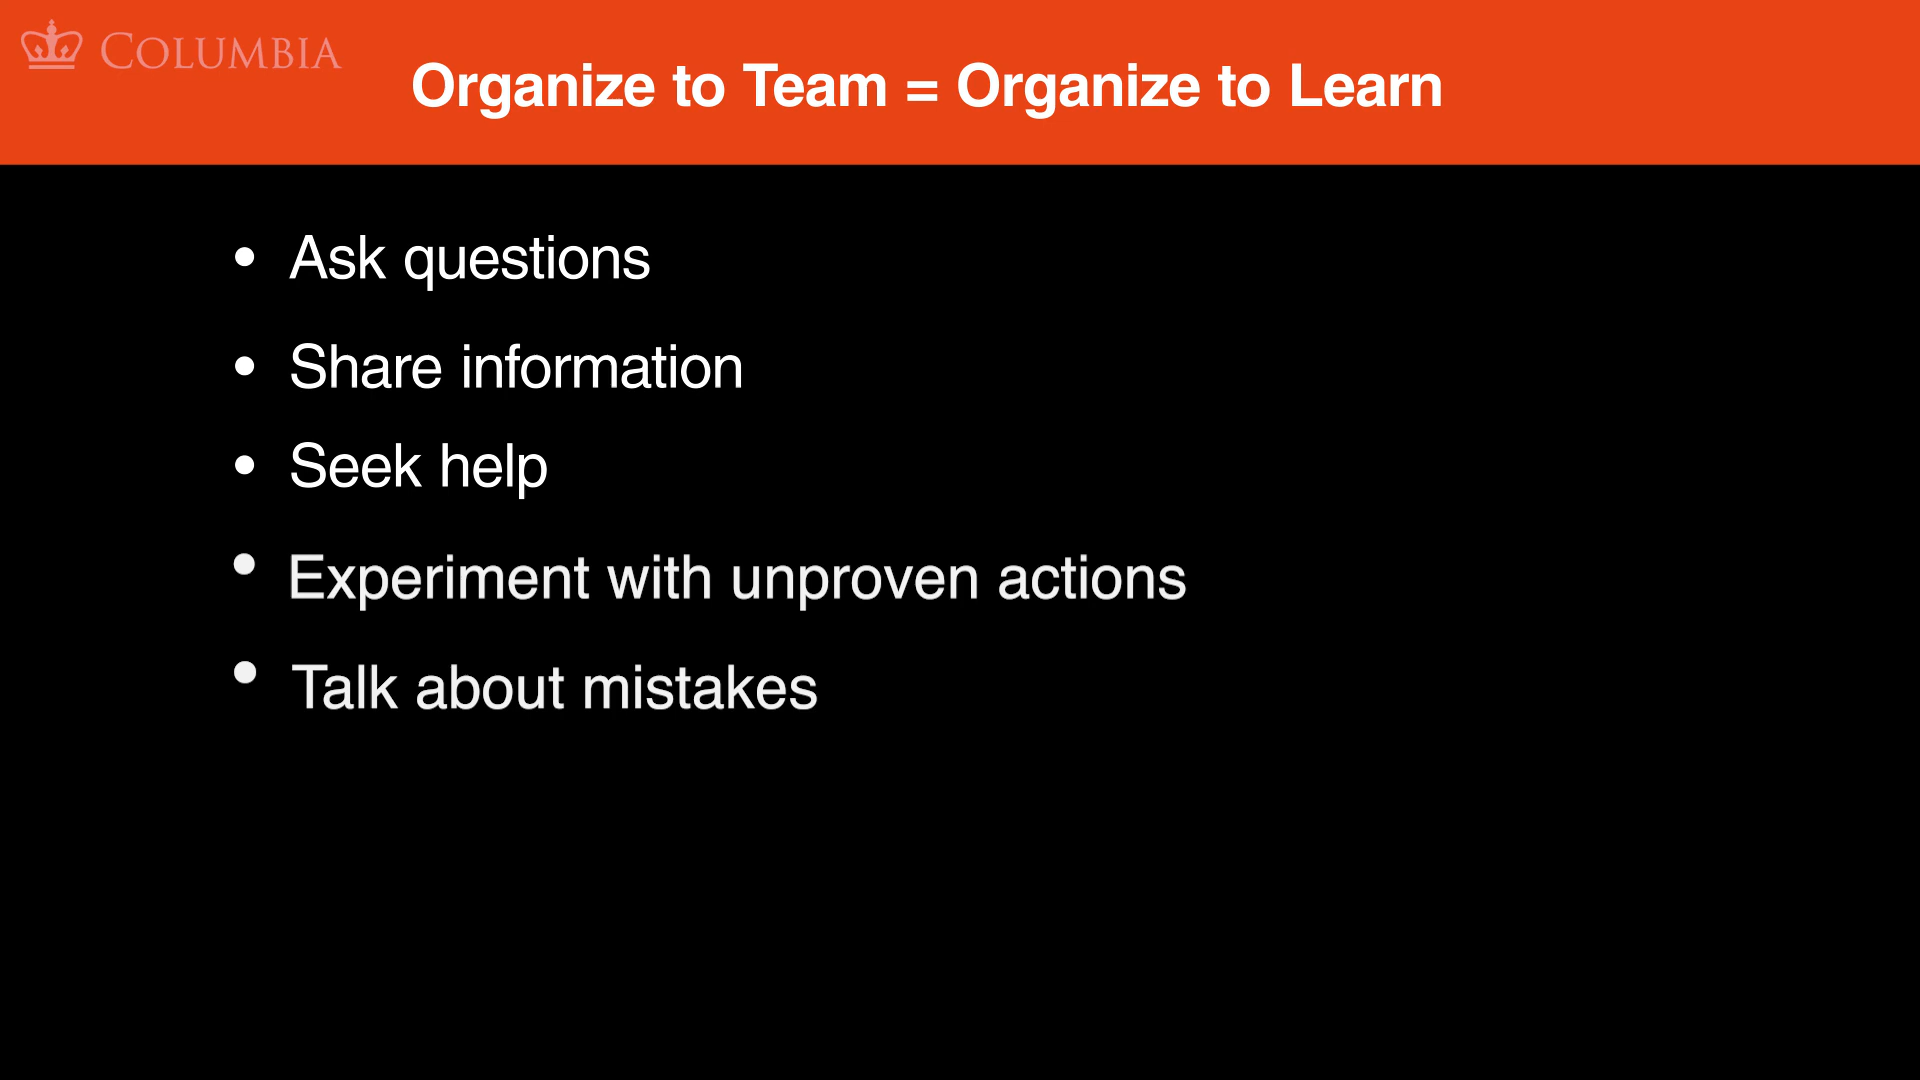 COLUMBIA
Organize to Team = Organize to Learn
• Ask questions
• Share information
• Seek help
• Experiment with unproven actions
• Talk about mistakes